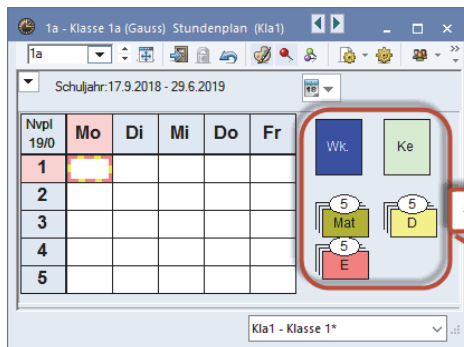 1a - Klasse 1a (Gauss) Stundenplan (Kla1)
1a
Schuljahr:17.9.2018 - 29.6.2019
Nvpl
19/0
Mo Di Mi Do Fr
1
2
3
4
5
Wk. Ke
5 5
Mat D
5
E
Kla1 - Klasse 1*